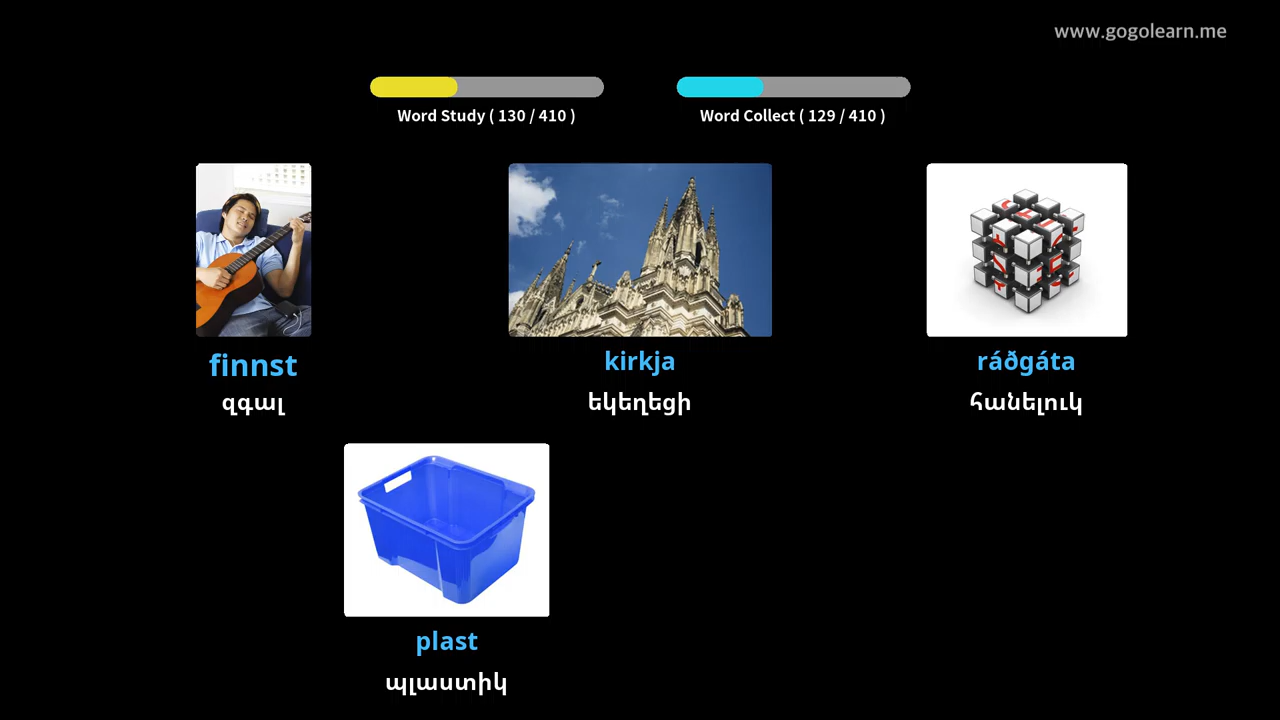 www.gogolearn.me
Word Study ( 130 / 410 )
Word Collect ( 129 / 410 )
finnst
զգալ
kirkja
եկեղեցի
ráðgáta
հանելուկ
plast
պլաստիկ